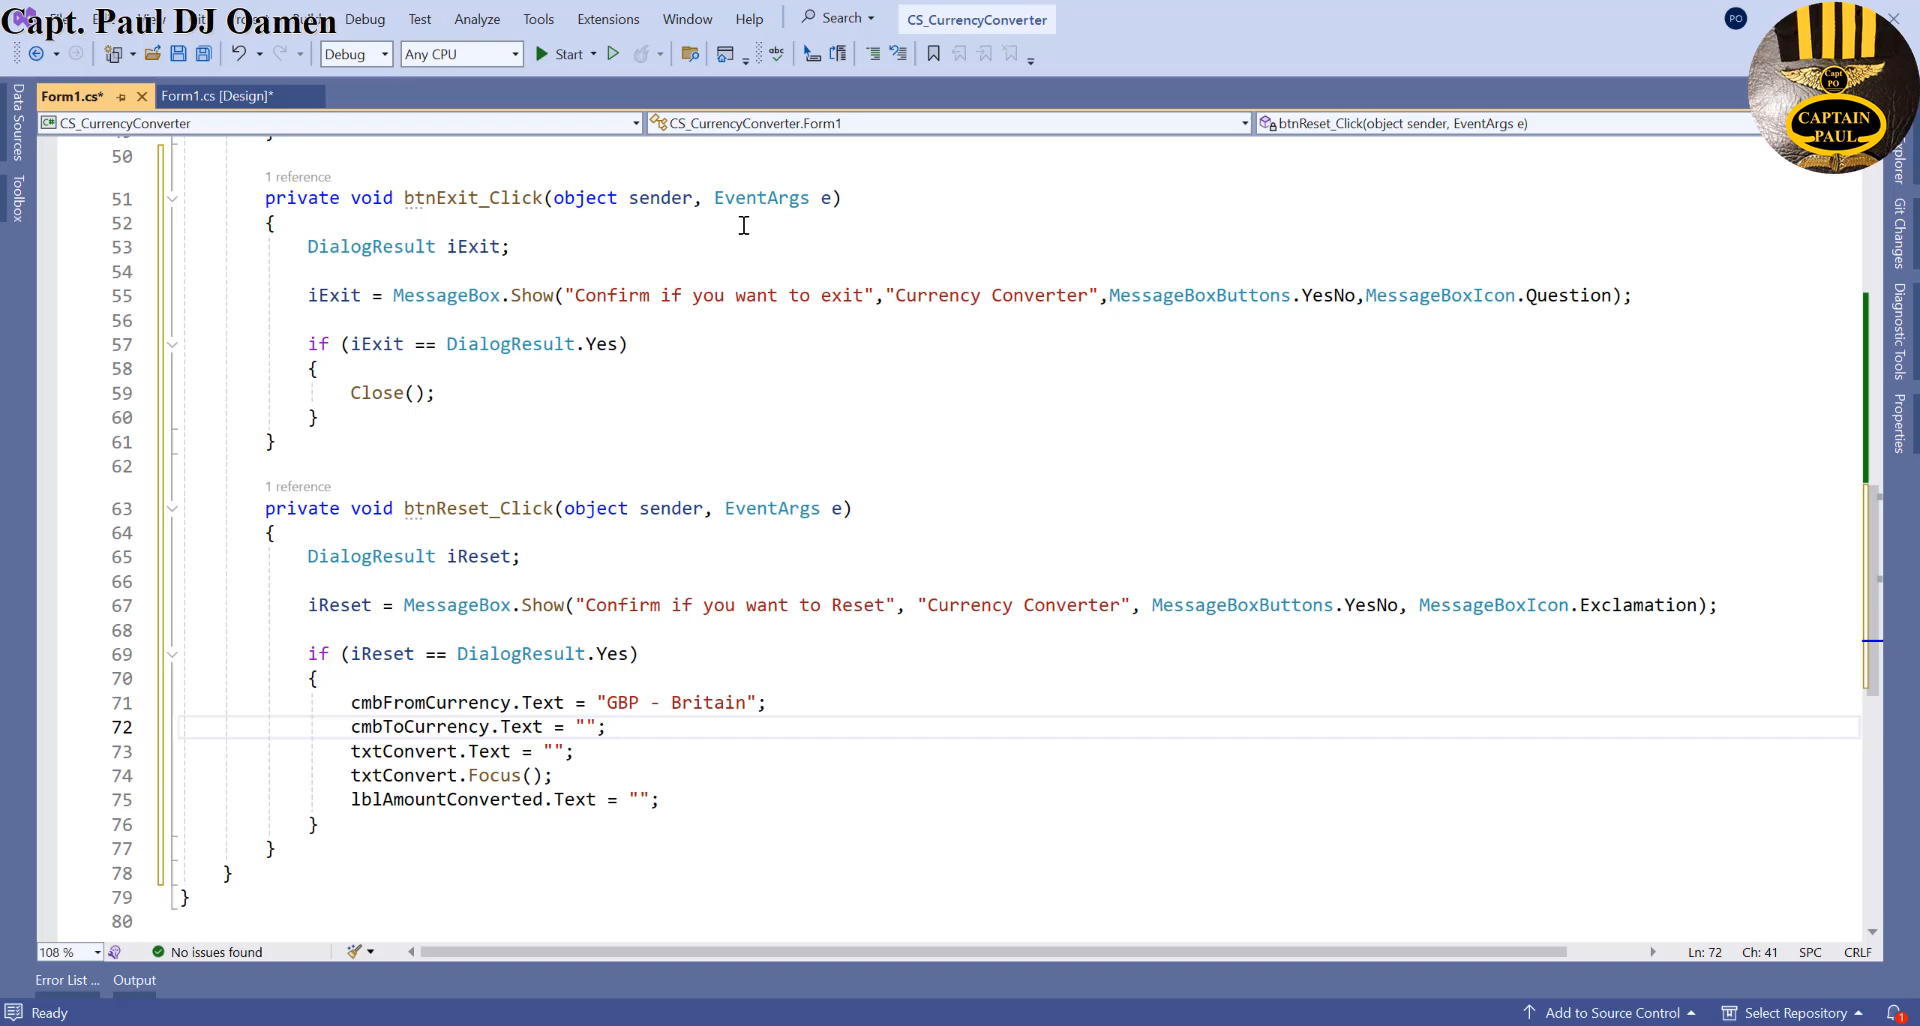 Capt. Paul DJ Oamen
Debug Test Analyze Tools Extensions Window Help Search CS_CurrencyConverter PO
Debug Any CPU Start
Capt
PO
CAPTAIN
PAUL
Form1.cs* Form1.cs [Design]*
CS_CurrencyConverter CS_CurrencyConverter.Form1 btnReset_Click(object sender, EventArgs e)
Data Sources
Toolbox
Explorer
Git Changes
Diagnostic Tools
Properties
50
1 reference
51 private void btnExit_Click(object sender, EventArgs e)
52 {
53 DialogResult iExit;
54
55 iExit = MessageBox.Show("Confirm if you want to exit","Currency Converter",MessageBoxButtons.YesNo,MessageBoxIcon.Question);
56
57 if (iExit == DialogResult.Yes)
58 {
59 Close();
60 }
61 }
62
1 reference
63 private void btnReset_Click(object sender, EventArgs e)
64 {
65 DialogResult iReset;
66
67 iReset = MessageBox.Show("Confirm if you want to Reset", "Currency Converter", MessageBoxButtons.YesNo, MessageBoxIcon.Exclamation);
68
69 if (iReset == DialogResult.Yes)
70 {
71 cmbFromCurrency.Text = "GBP - Britain";
72 cmbToCurrency.Text = "";
73 txtConvert.Text = "";
74 txtConvert.Focus();
75 lblAmountConverted.Text = "";
76 }
77 }
78 }
79 }
80
108 % No issues found Ln: 72 Ch: 41 SPC CRLF
Error List ... Output
Ready Add to Source Control Select Repository 1